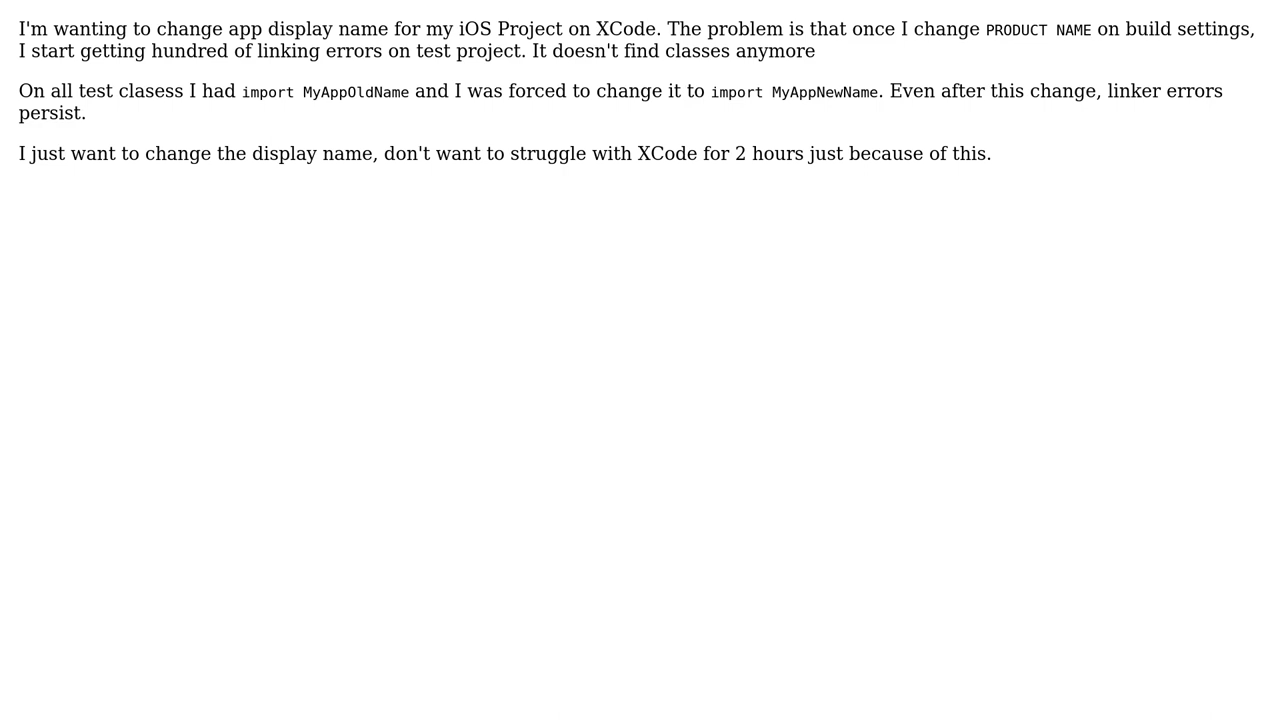 I'm wanting to change app display name for my iOS Project on XCode. The problem is that once I change PRODUCT NAME on build settings,
I start getting hundred of linking errors on test project. It doesn't find classes anymore
On all test clasess I had import MyAppOldName and I was forced to change it to import MyAppNewName. Even after this change, linker errors
persist.
I just want to change the display name, don't want to struggle with XCode for 2 hours just because of this.